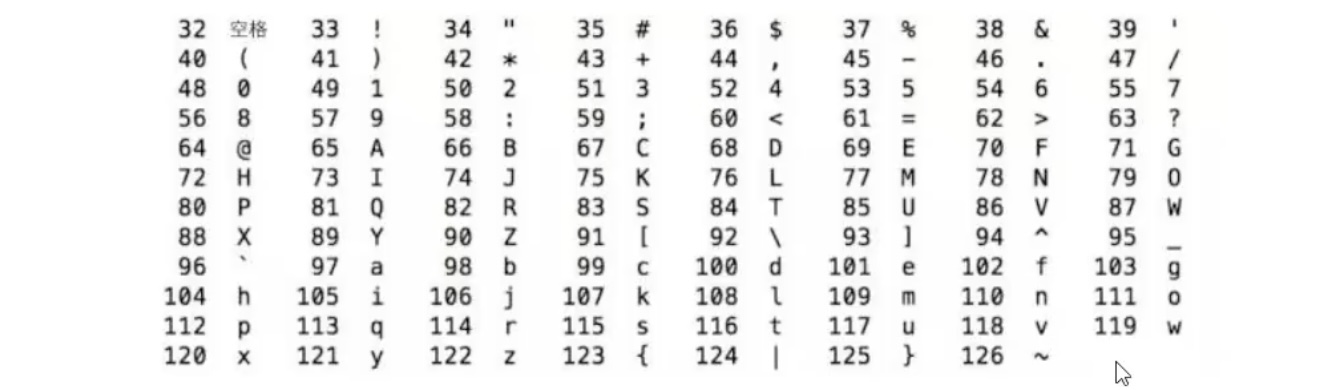 32 空格 33 ! 34 " 35 # 36 $ 37 % 38 & 39 '
40 ( 41 ) 42 * 43 + 44 , 45 - 46 . 47 /
48 0 49 1 50 2 51 3 52 4 53 5 54 6 55 7
56 8 57 9 58 : 59 ; 60 < 61 = 62 > 63 ?
64 @ 65 A 66 B 67 C 68 D 69 E 70 F 71 G
72 H 73 I 74 J 75 K 76 L 77 M 78 N 79 O
80 P 81 Q 82 R 83 S 84 T 85 U 86 V 87 W
88 X 89 Y 90 Z 91 [ 92 \ 93 ] 94 ^ 95 _
96 ` 97 a 98 b 99 c 100 d 101 e 102 f 103 g
104 h 105 i 106 j 107 k 108 l 109 m 110 n 111 o
112 p 113 q 114 r 115 s 116 t 117 u 118 v 119 w
120 x 121 y 122 z 123 { 124 | 125 } 126 ~